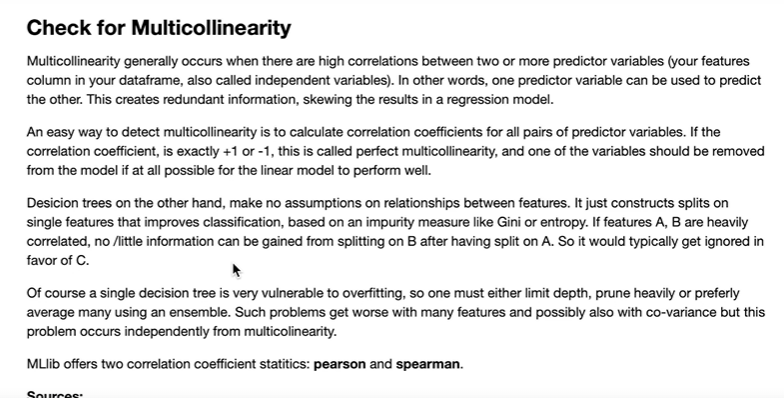 Check for Multicollinearity
Multicollinearity generally occurs when there are high correlations between two or more predictor variables (your features
column in your dataframe, also called independent variables). In other words, one predictor variable can be used to predict
the other. This creates redundant information, skewing the results in a regression model.
An easy way to detect multicollinearity is to calculate correlation coefficients for all pairs of predictor variables. If the
correlation coefficient, is exactly +1 or -1, this is called perfect multicollinearity, and one of the variables should be removed
from the model if at all possible for the linear model to perform well.
Desicion trees on the other hand, make no assumptions on relationships between features. It just constructs splits on
single features that improves classification, based on an impurity measure like Gini or entropy. If features A, B are heavily
correlated, no /little information can be gained from splitting on B after having split on A. So it would typically get ignored in
favor of C.
Of course a single decision tree is very vulnerable to overfitting, so one must either limit depth, prune heavily or preferly
average many using an ensemble. Such problems get worse with many features and possibly also with co-variance but this
problem occurs independently from multicolinearity.
MLlib offers two correlation coefficient statitics: pearson and spearman.
Sources: